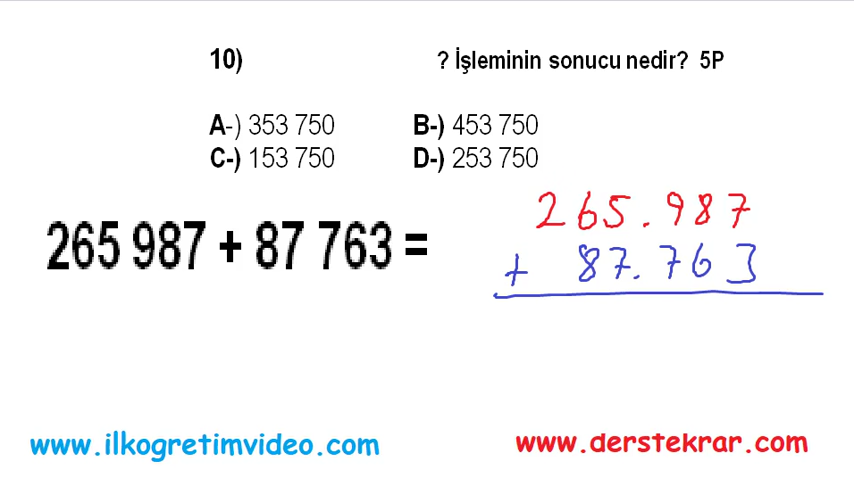 10) ? İşleminin sonucu nedir? 5P
A-) 353 750 B-) 453 750
C-) 153 750 D-) 253 750
265 987 + 87 763 =
265.987
+ 87.763
www.ilkogretimvideo.com
www.derstekrar.com